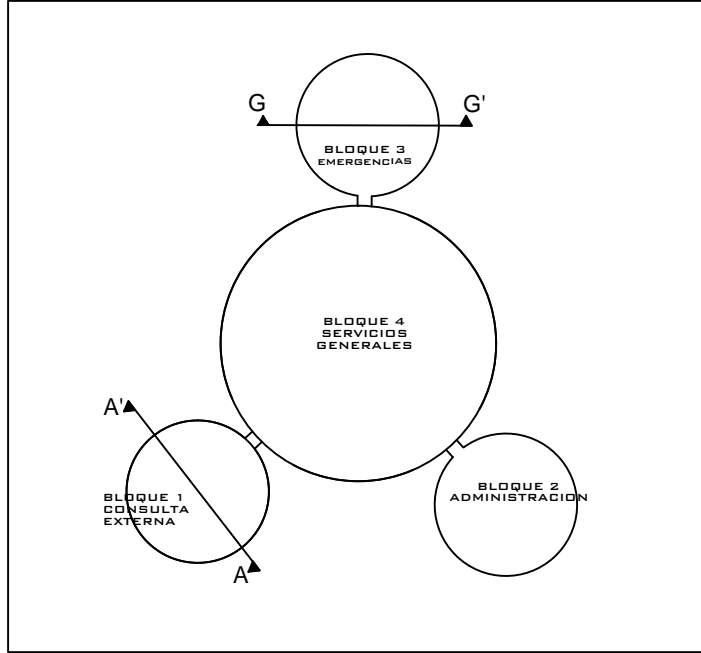 G
G'
BLOQUE 3
EMERGENCIAS
BLOQUE 4
SERVICIOS
GENERALES
A'
BLOQUE 1
CONSULTA
EXTERNA
BLOQUE 2
ADMINISTRACION
A